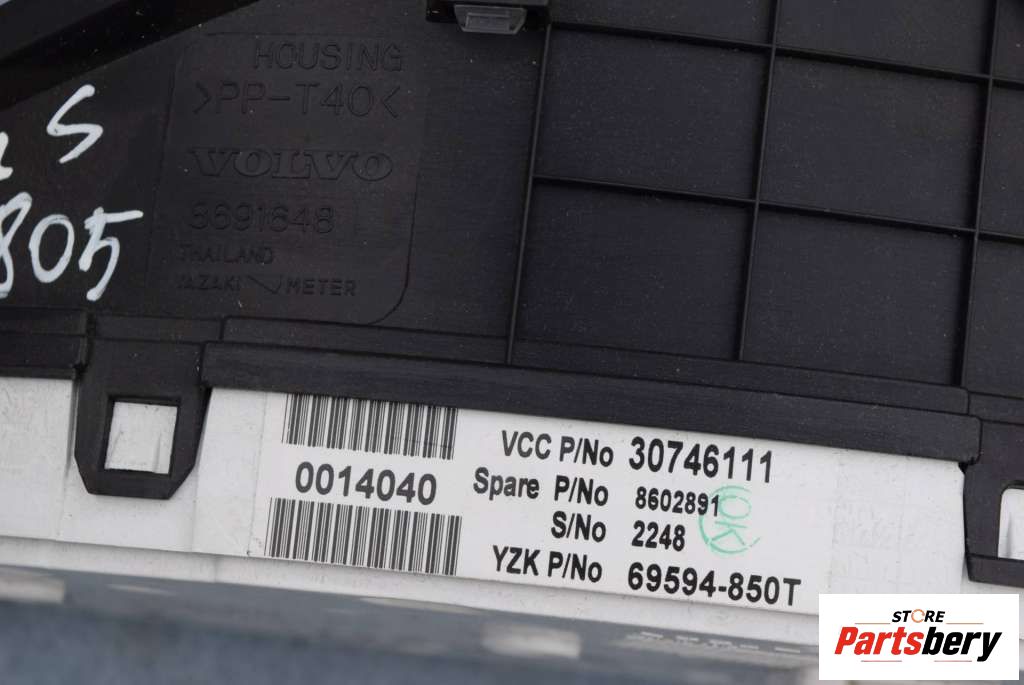 HOUSING
>PP-T40<
VOLVO
8691648
THAILAND
YAZAKI METER
S
805
0014040
VCC P/No 30746111
Spare P/No 8602891
OK
S/No 2248
YZK P/No 69594-850T
STORE
Partsbery